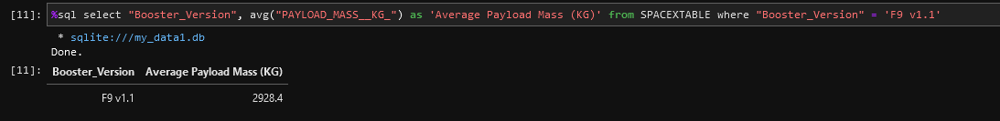 [11]: %sql select "Booster_Version", avg("PAYLOAD_MASS__KG_") as 'Average Payload Mass (KG)' from SPACEXTABLE where "Booster_Version" = 'F9 v1.1'
* sqlite:///my_data1.db
Done.
[11]: Booster_Version Average Payload Mass (KG)
F9 v1.1 2928.4